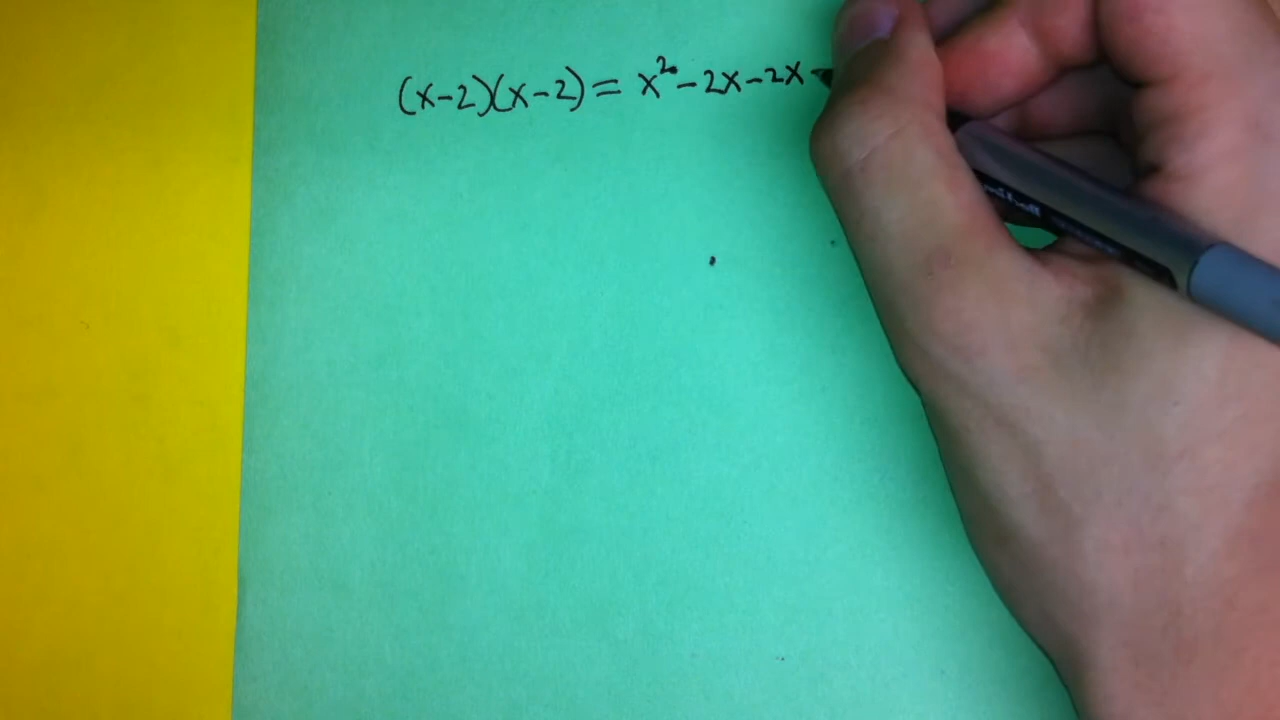 (x-2)(x-2) = x² - 2x - 2x